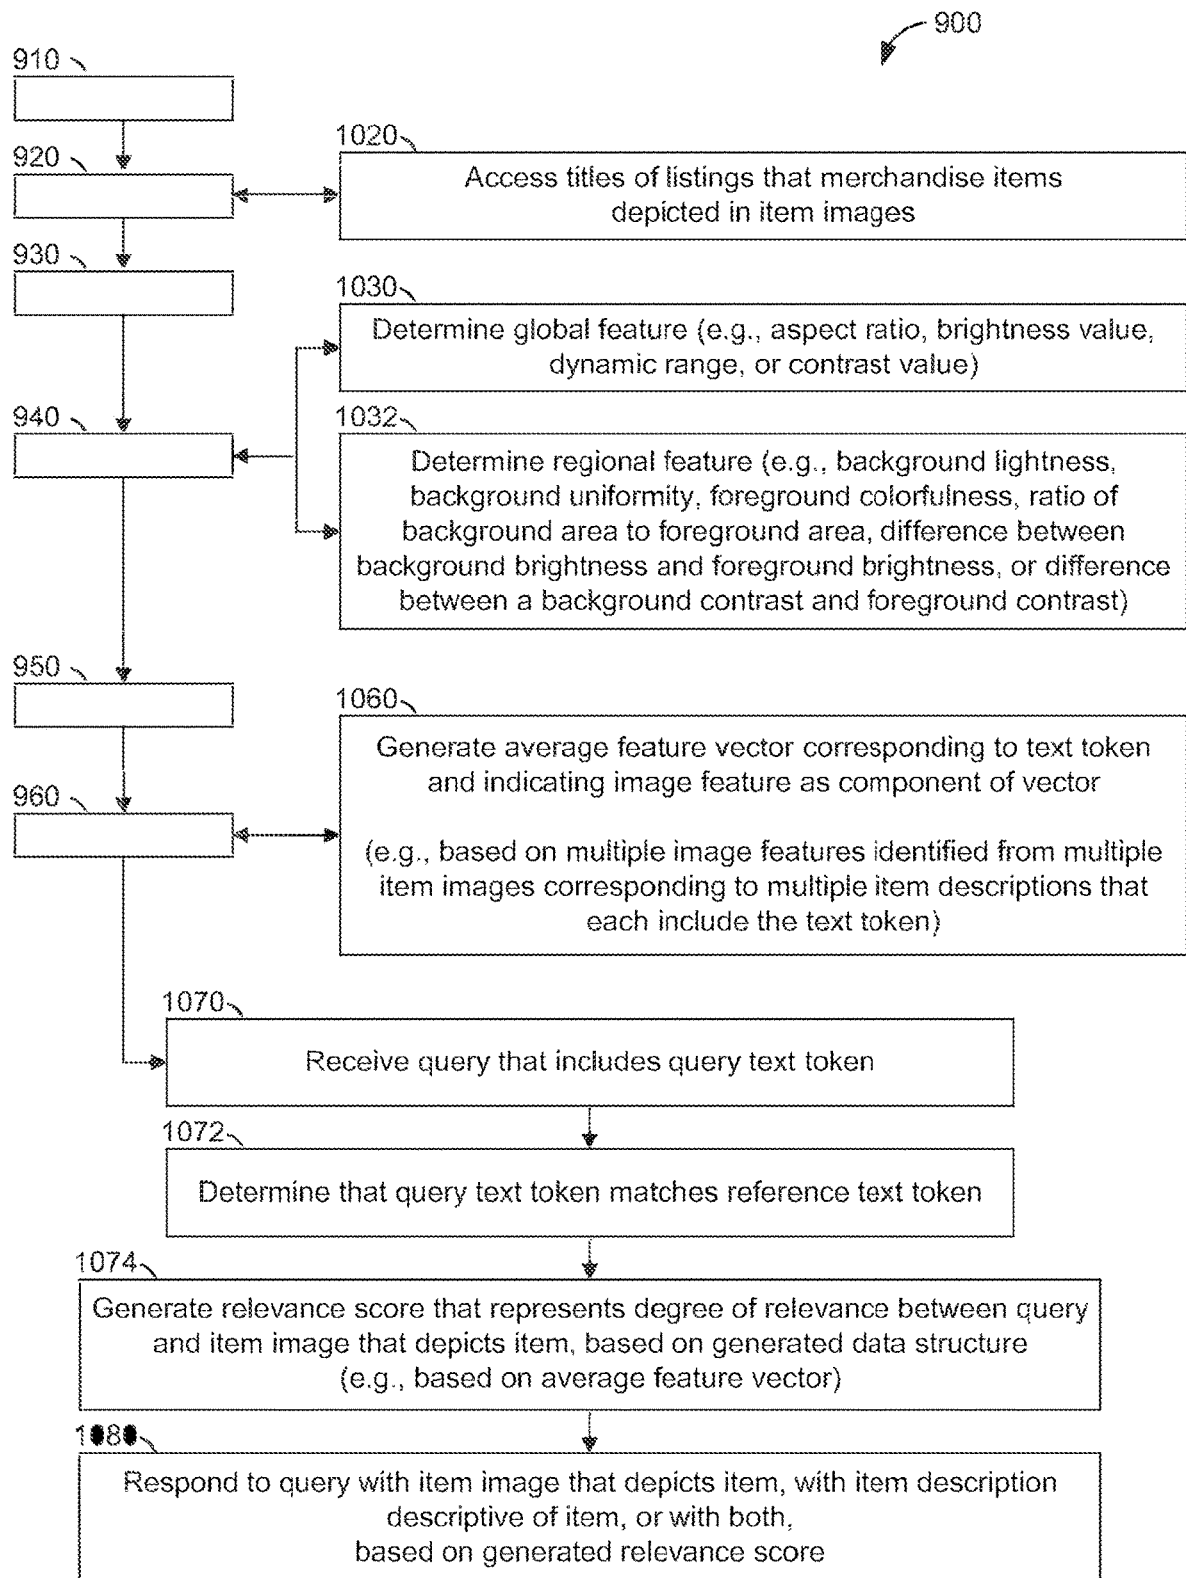 900
910
920
1020
Access titles of listings that merchandise items
depicted in item images
930
1030
Determine global feature (e.g., aspect ratio, brightness value,
dynamic range, or contrast value)
940
1032
Determine regional feature (e.g., background lightness,
background uniformity, foreground colorfulness, ratio of
background area to foreground area, difference between
background brightness and foreground brightness, or difference
between a background contrast and foreground contrast)
950
1060
Generate average feature vector corresponding to text token
and indicating image feature as component of vector
(e.g., based on multiple image features identified from multiple
item images corresponding to multiple item descriptions that
each include the text token)
960
1070
Receive query that includes query text token
1072
Determine that query text token matches reference text token
1074
Generate relevance score that represents degree of relevance between query
and item image that depicts item, based on generated data structure
(e.g., based on average feature vector)
1080
Respond to query with item image that depicts item, with item description
descriptive of item, or with both,
based on generated relevance score